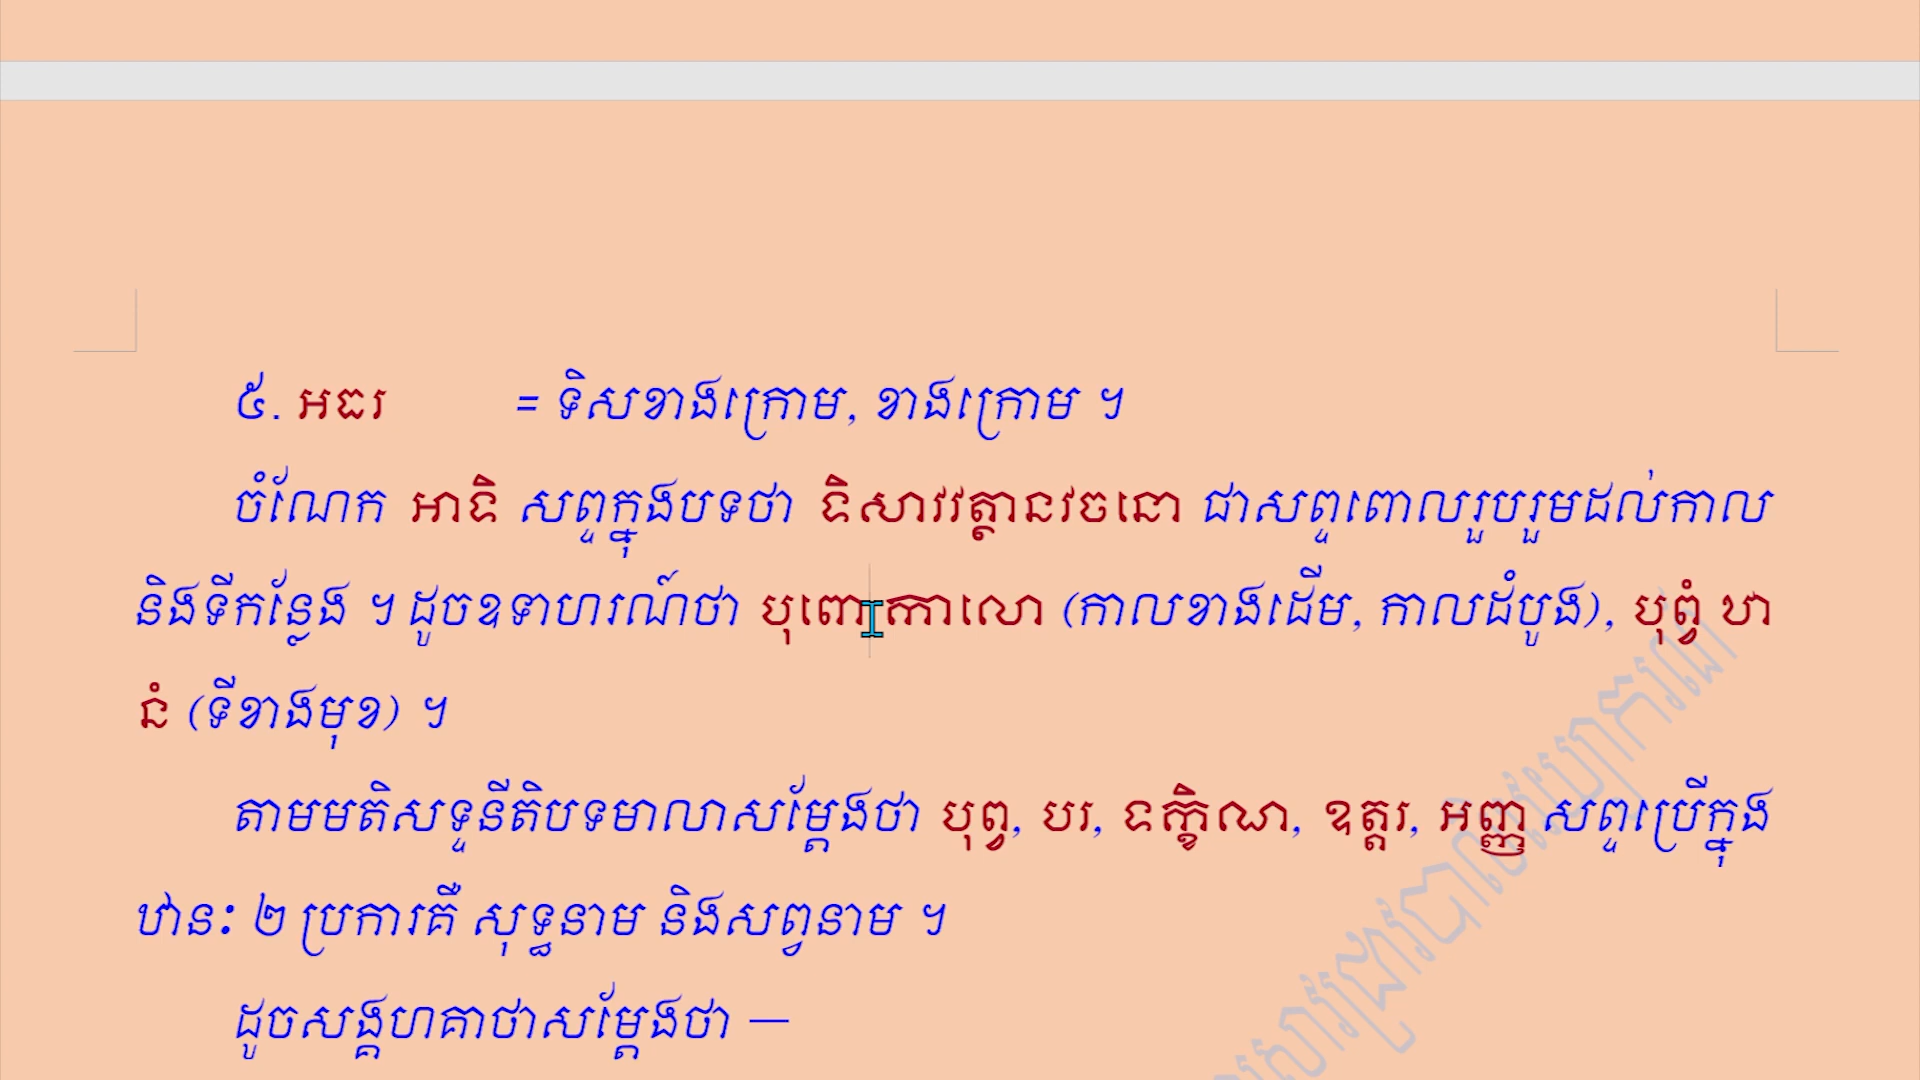 ៥. អធរ = ទិសខាងក្រោម, ខាងក្រោម ។
ចំណែក អាទិ សព្ទក្នុងបទថា ទិសាវវត្ថានវចនោ ជាសព្ទពោលរួបរួមដល់កាល
និងទីកន្លែង ។ ដូចឧទាហរណ៍ថា បុព្វោ កាលោ (កាលខាងដើម, កាលដំបូង), បុព្វំ ឋា
នំ (ទីខាងមុខ) ។
តាមមតិសទ្ទនីតិបទមាលាសម្ដែងថា បុព្វ, បរ, ទក្ខិណ, ឧត្តរ, អញ្ញ សព្ទប្រើក្នុង
ឋានៈ ២ ប្រការគឺ សុទ្ធនាម និងសព្វនាម ។
ដូចសង្គហគាថាសម្ដែងថា —